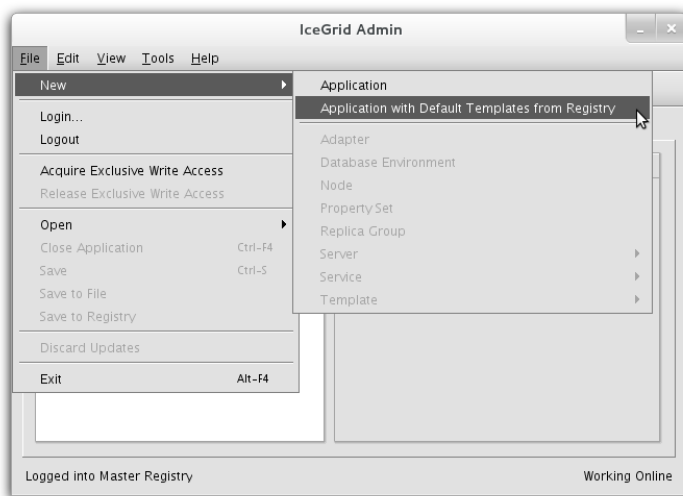 IceGrid Admin
File Edit View Tools Help
New
Login...
Logout
Acquire Exclusive Write Access
Release Exclusive Write Access
Open
Close Application Ctrl-F4
Save Ctrl-S
Save to File
Save to Registry
Discard Updates
Exit Alt-F4
Application
Application with Default Templates from Registry
Adapter
Database Environment
Node
Property Set
Replica Group
Server
Service
Template
Logged into Master Registry Working Online